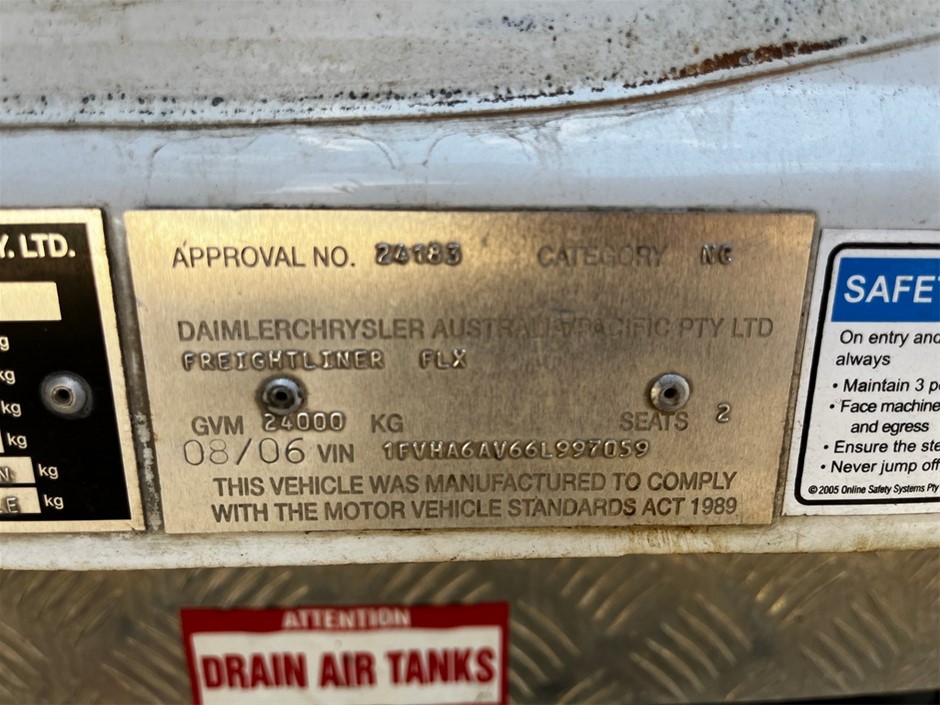 Y. LTD.
g
kg
kg
kg
kg
LE kg
APPROVAL NO. 24183 CATEGORY NC
DAIMLERCHRYSLER AUSTRALIA/PACIFIC PTY LTD
FREIGHTLINER FLX
GVM 24000 KG SEATS 2
08/06 VIN 1FVHA6AV66L997059
THIS VEHICLE WAS MANUFACTURED TO COMPLY
WITH THE MOTOR VEHICLE STANDARDS ACT 1989
SAFE
On entry and
always
• Maintain 3 p
• Face machine
and egress
• Ensure the ste
• Never jump off
© 2005 Online Safety Systems Pty
ATTENTION
DRAIN AIR TANKS